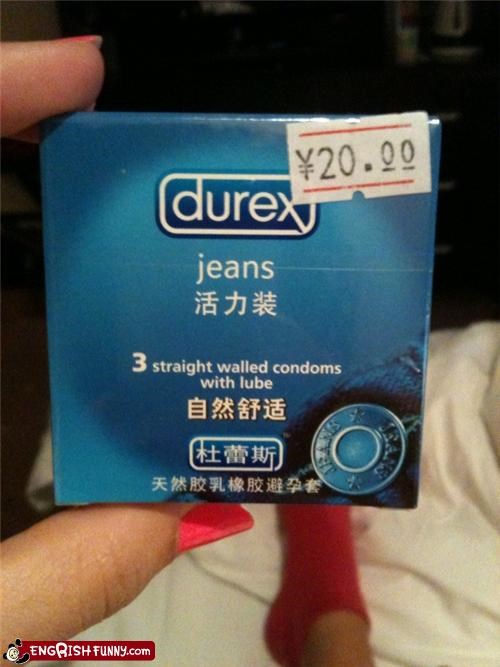 ¥20.00
durex
jeans
活力装
3 straight walled condoms
with lube
自然舒适
杜蕾斯
天然胶乳橡胶避孕套
JEANS ★ JEANS ★
ENGRISHFUNNY.COM